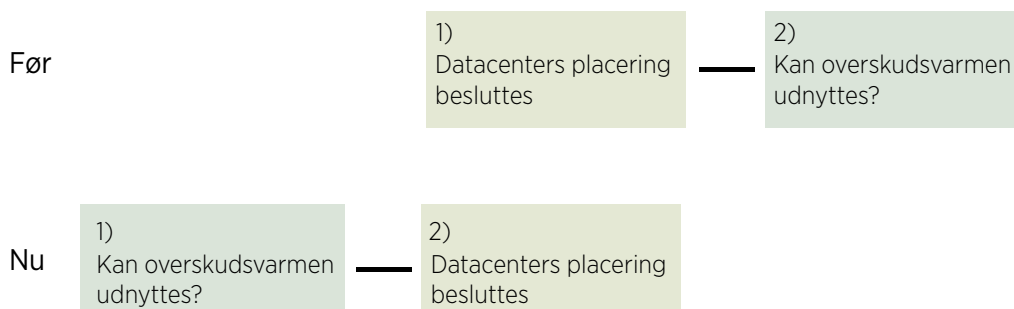 Før
1)
Datacenters placering
besluttes
2)
Kan overskudsvarmen
udnyttes?
Nu
1)
Kan overskudsvarmen
udnyttes?
2)
Datacenters placering
besluttes